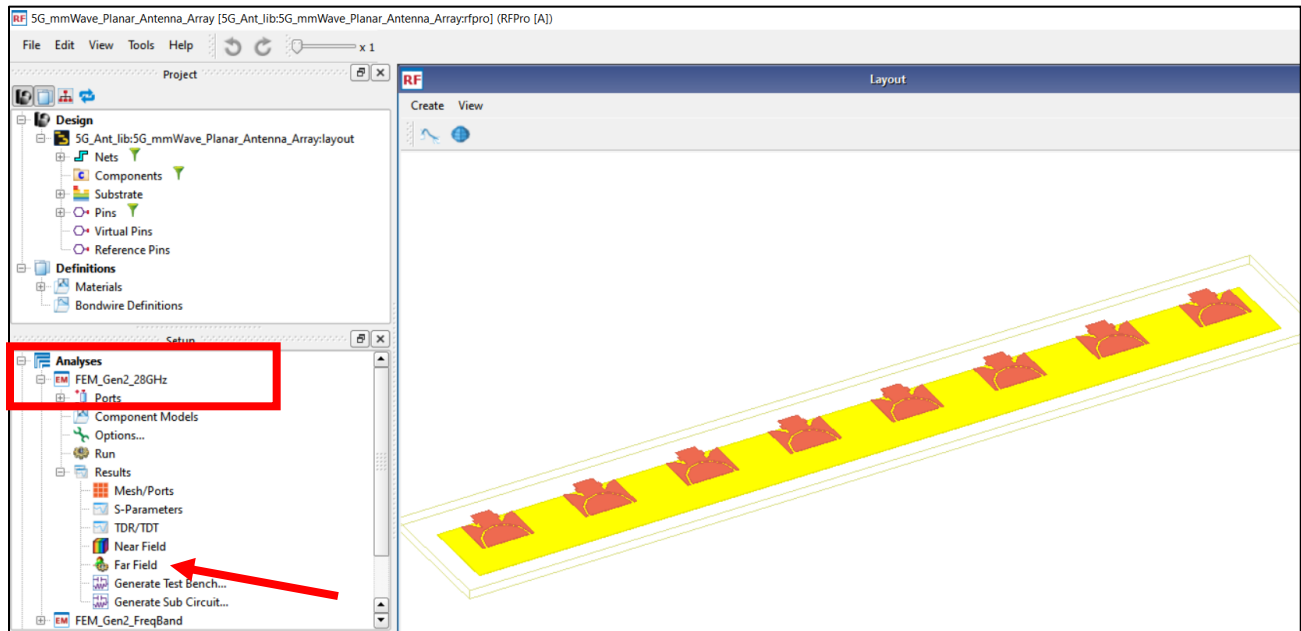 RF 5G_mmWave_Planar_Antenna_Array [5G_Ant_lib:5G_mmWave_Planar_Antenna_Array:rfpro] (RFPro [A])
File Edit View Tools Help x 1
Project
RF Layout
Create View
Design
5G_Ant_lib:5G_mmWave_Planar_Antenna_Array:layout
Nets
C Components
Substrate
Pins
Virtual Pins
Reference Pins
Definitions
Materials
Bondwire Definitions
Setup
Analyses
EM FEM_Gen2_28GHz
Ports
Component Models
Options...
Run
Results
Mesh/Ports
S-Parameters
TDR/TDT
Near Field
Far Field
Generate Test Bench...
Generate Sub Circuit...
EM FEM_Gen2_FreqBand